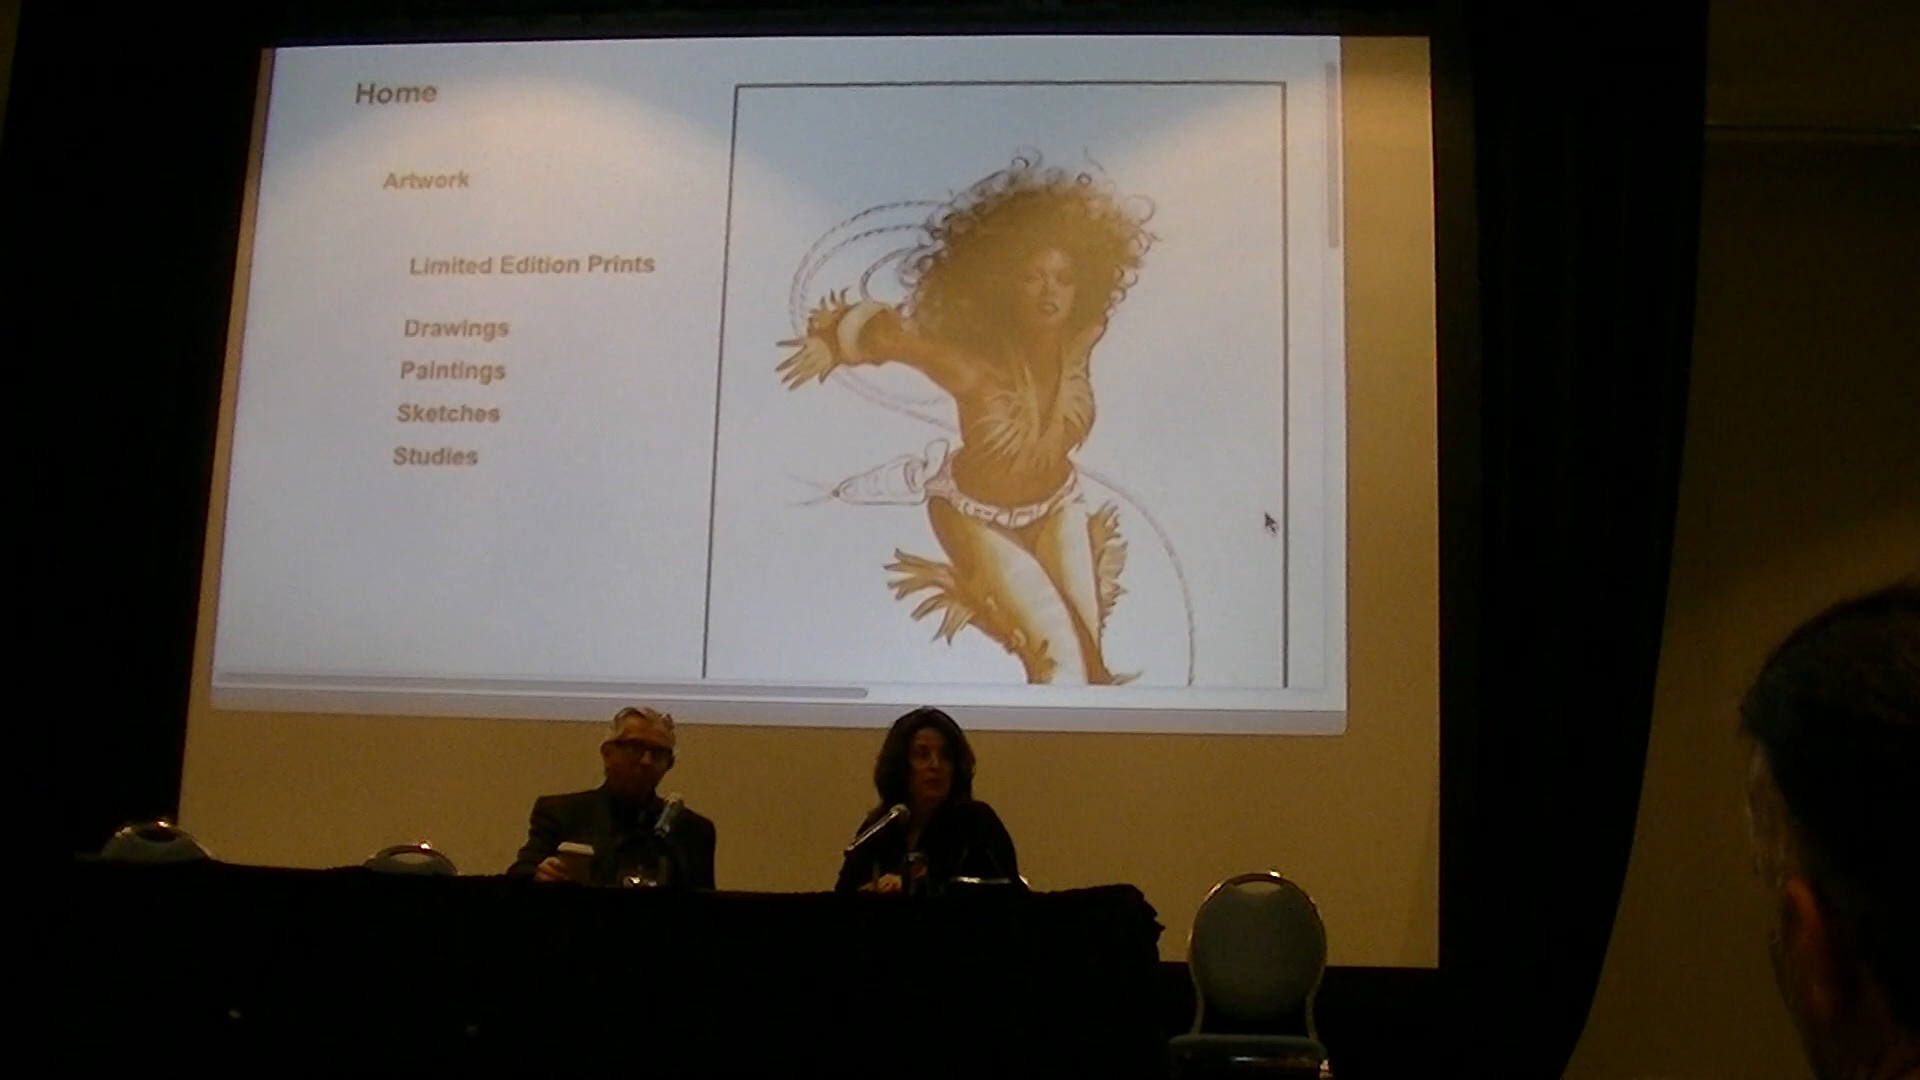 Home
Artwork
Limited Edition Prints
Drawings
Paintings
Sketches
Studies